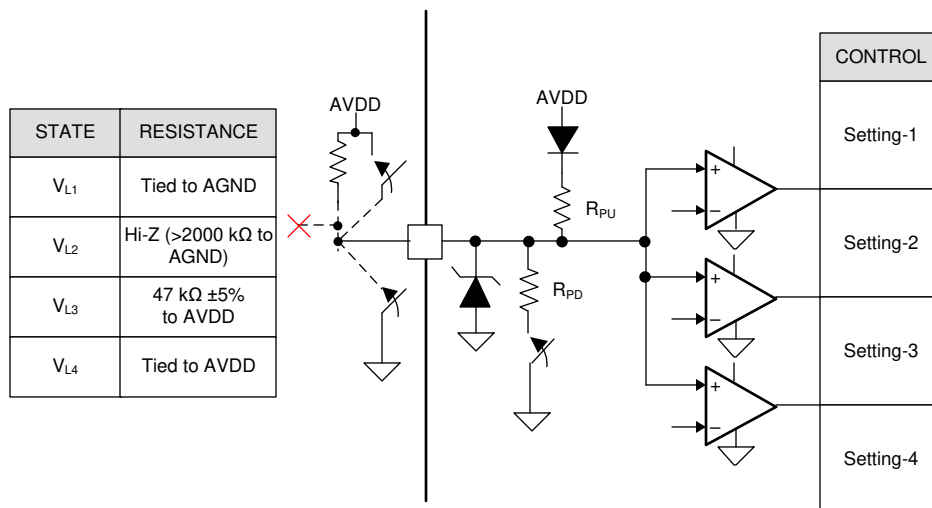 CONTROL
AVDD
AVDD
STATE RESISTANCE
Setting-1
VL1 Tied to AGND
+
−
RPU
VL2 Hi-Z (>2000 kΩ to
AGND)
Setting-2
VL3 47 kΩ ±5%
to AVDD
RPD
+
−
Setting-3
VL4 Tied to AVDD
+
−
Setting-4